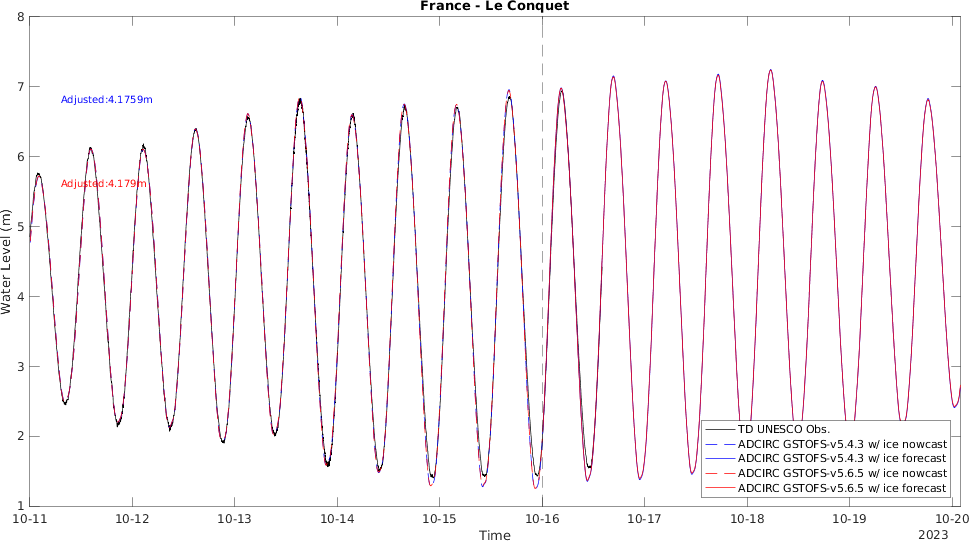 France - Le Conquet
8
7
6
5
4
3
2
1
Water Level (m)
Adjusted:4.1759m
Adjusted:4.179m
TD UNESCO Obs.
ADCIRC GSTOFS-v5.4.3 w/ ice nowcast
ADCIRC GSTOFS-v5.4.3 w/ ice forecast
ADCIRC GSTOFS-v5.6.5 w/ ice nowcast
ADCIRC GSTOFS-v5.6.5 w/ ice forecast
10-11 10-12 10-13 10-14 10-15 10-16 10-17 10-18 10-19 10-20
Time
2023